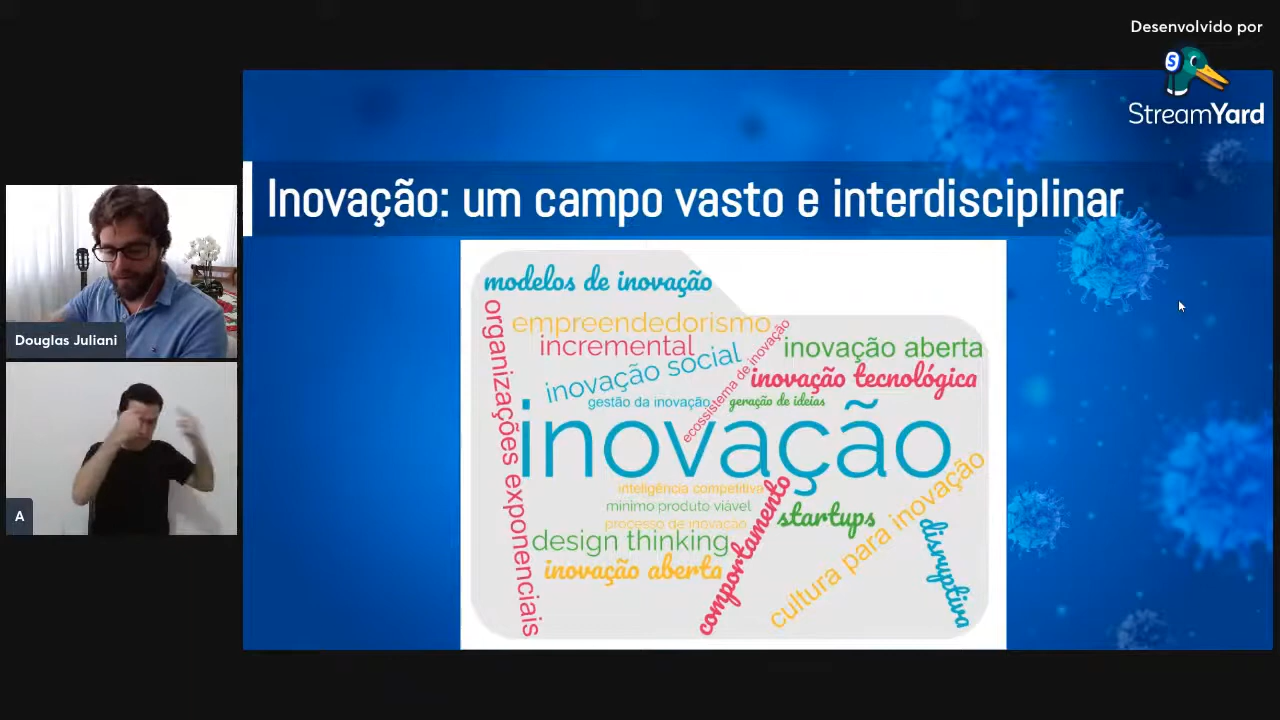 Desenvolvido por
S
StreamYard
Inovação: um campo vasto e interdisciplinar
Douglas Juliani
A
modelos de inovação
organizações exponenciais
empreendedorismo
incremental
inovação social
ecossistema de inovação
inovação aberta
inovação tecnológica
gestão da inovação
geração de ideias
inovação
inteligência competitiva
mínimo produto viável
processo de inovação
design thinking
inovação aberta
comportamento
startups
cultura para inovação
disruptiva